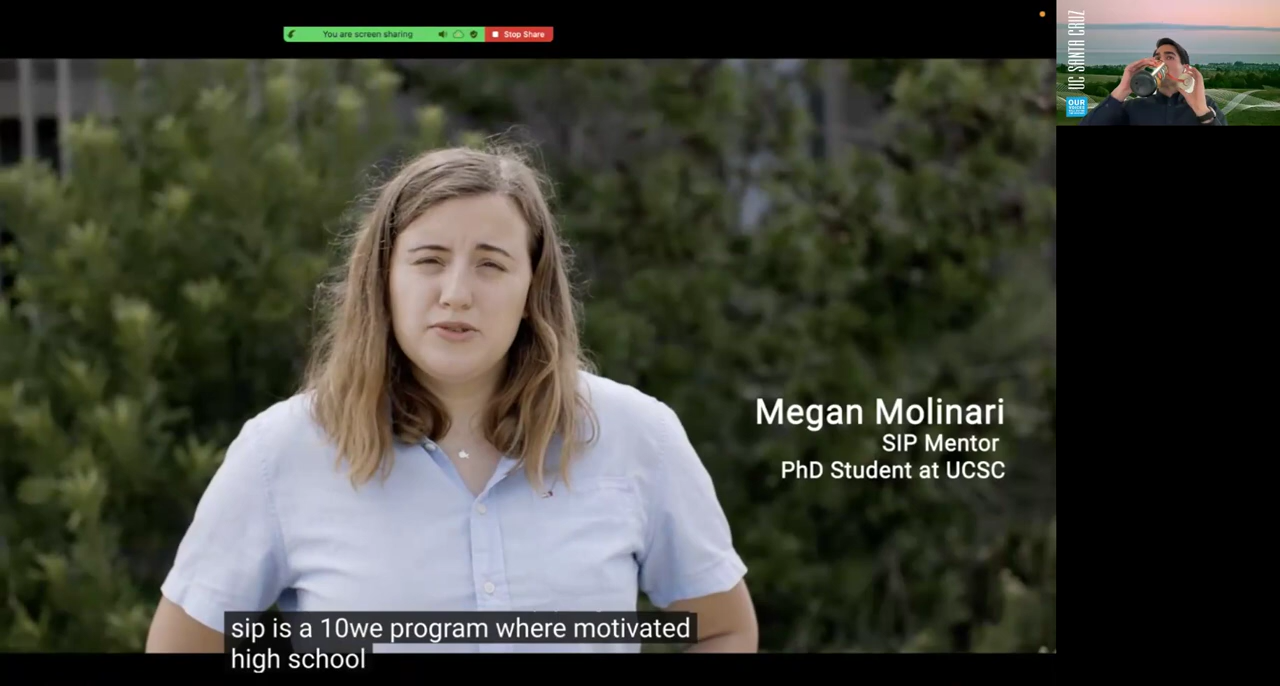 You are screen sharing
Stop Share
UC SANTA CRUZ
OUR
Megan Molinari
SIP Mentor
PhD Student at UCSC
sip is a 10we program where motivated
high school